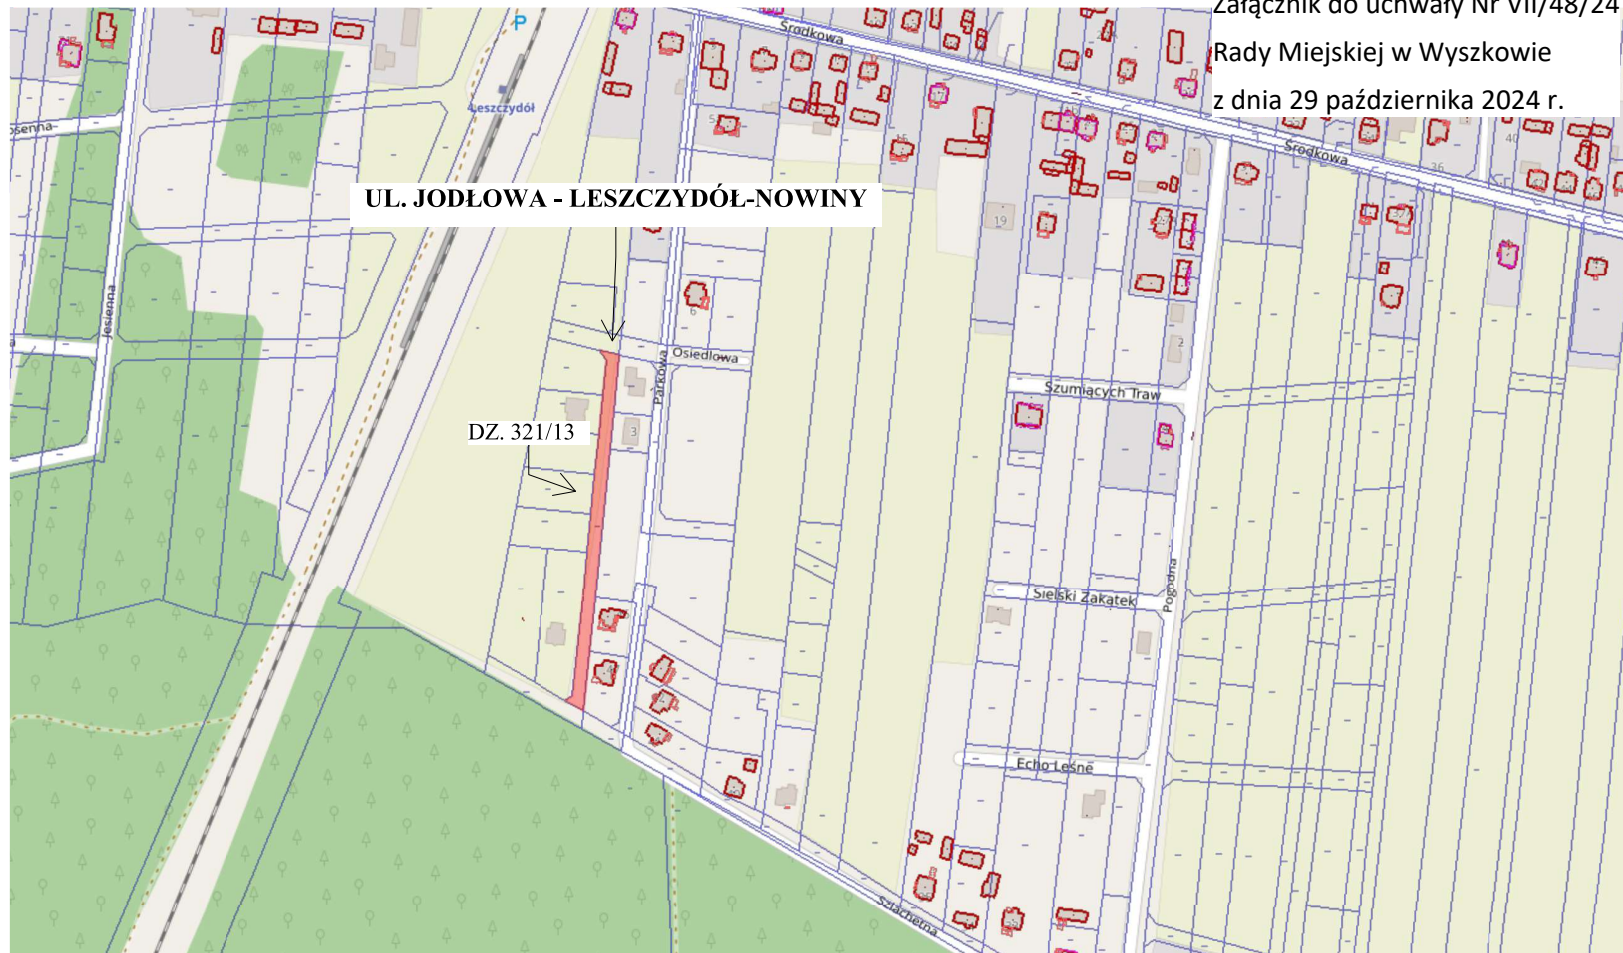 Załącznik do uchwały Nr VII/48/24
Rady Miejskiej w Wyszkowie
z dnia 29 października 2024 r.
P
Środkowa
Leszczydół
Środkowa
UL. JODŁOWA - LESZCZYDÓŁ-NOWINY
19
40
36
Jesienna
6
2
Osiedlowa
Parkowa
Szumiących Traw
DZ. 321/13
3
Sielski Zakątek
Pogodna
Echo Leśne
Szlachetna